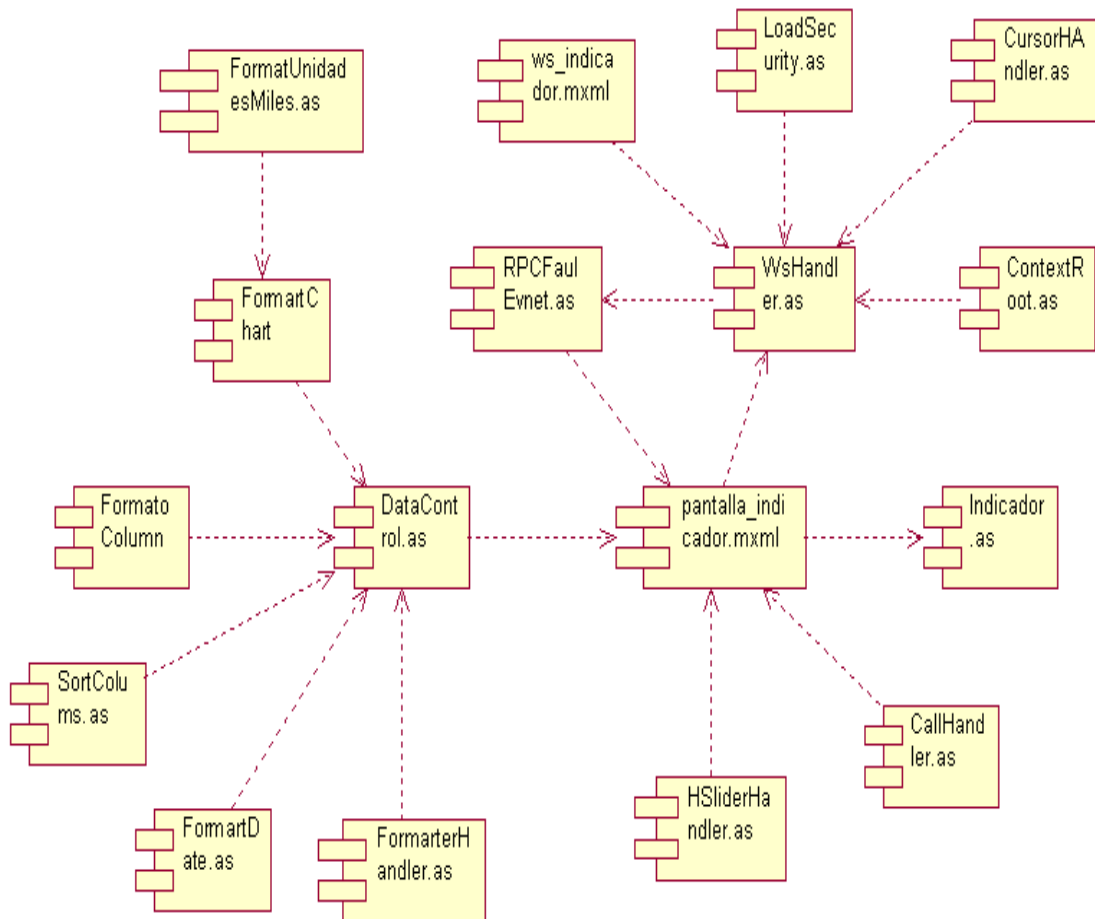 FormatUnidad
esMiles.as
ws_indica
dor.mxml
LoadSec
urity.as
CursorHA
ndler.as
FormartC
hart
RPCFaul
Evnet.as
WsHandl
er.as
ContextR
oot.as
Formato
Column
DataCont
rol.as
pantalla_indi
cador.mxml
Indicador
.as
SortColu
ms.as
CallHand
ler.as
FormartD
ate.as
FormarterH
andler.as
HSliderHa
ndler.as